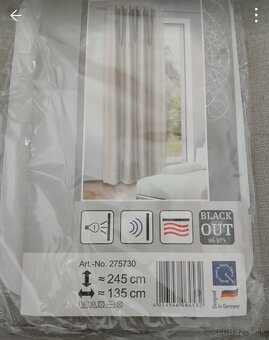 BLACK
OUT
95-97%
Art.-No. 275730
≈ 245 cm
≈ 135 cm
in Germany